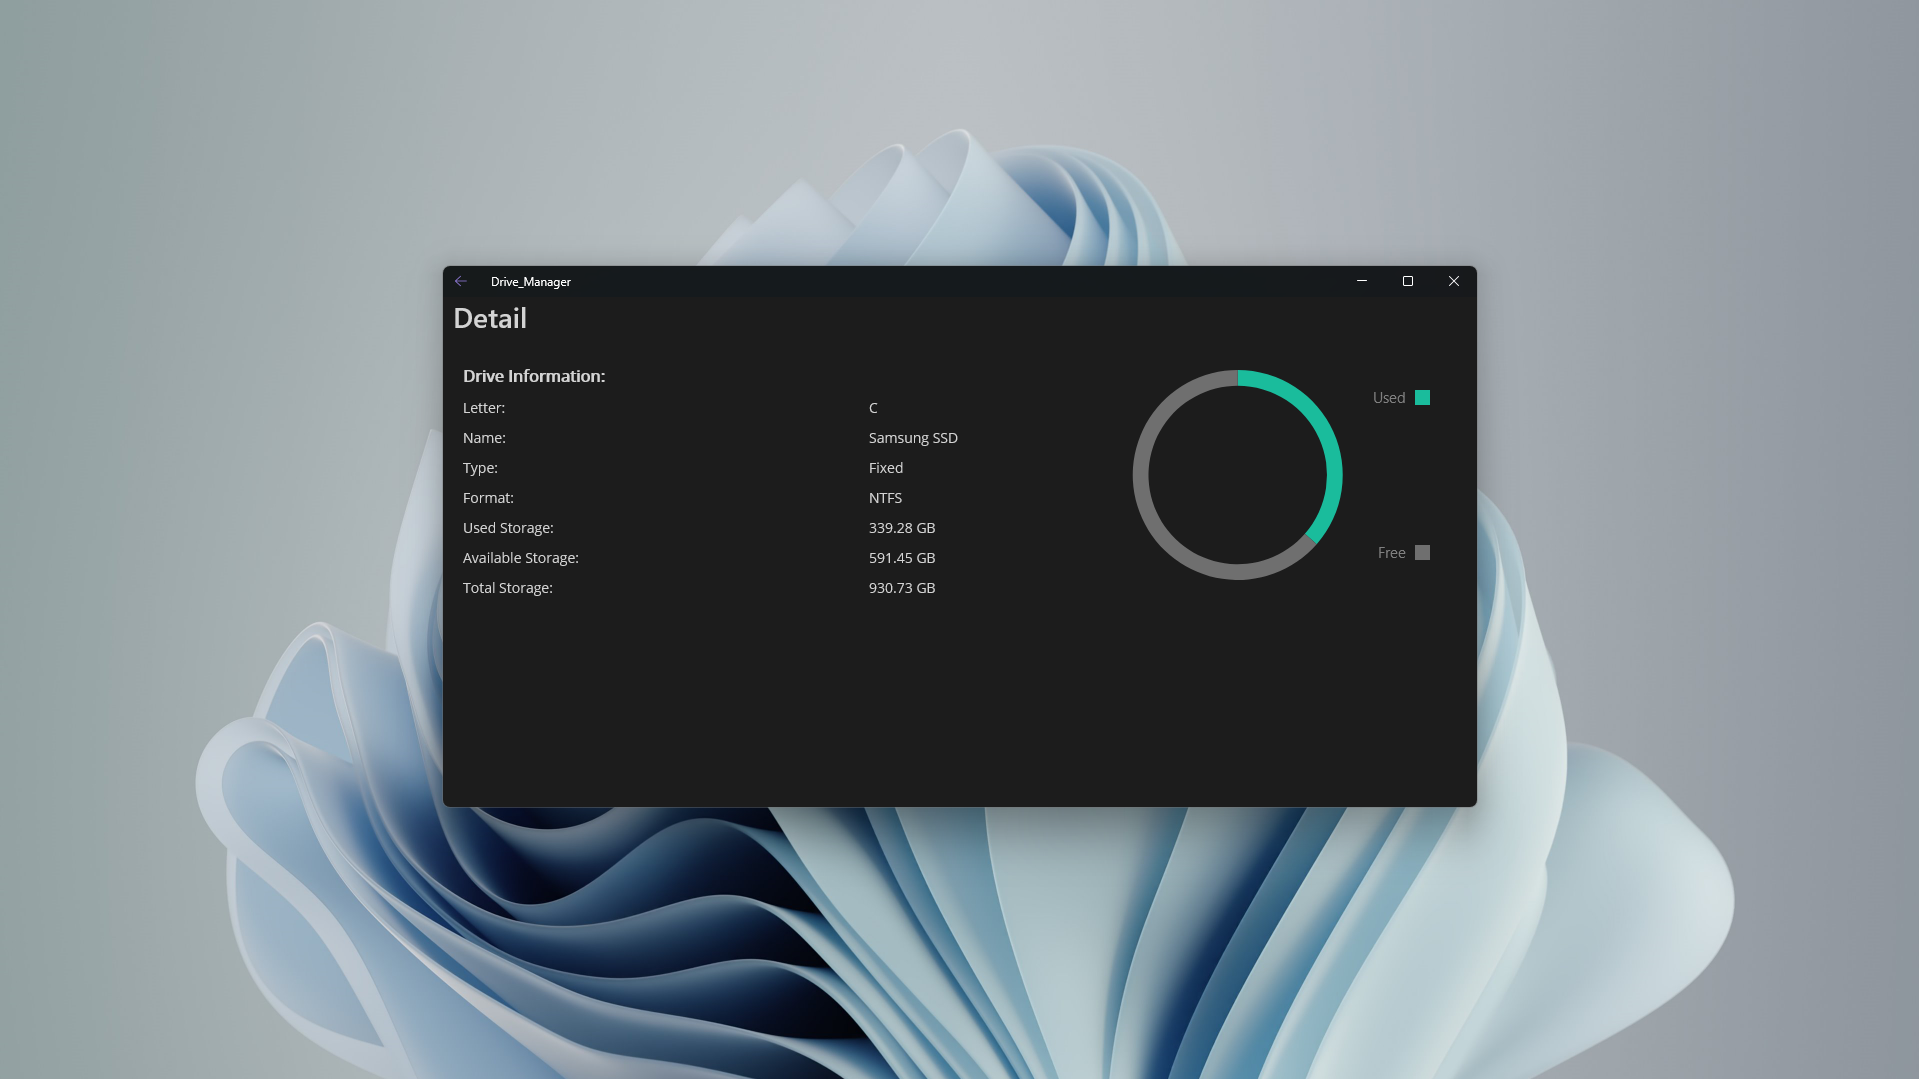 Drive_Manager
Detail
Drive Information:
Letter: C
Name: Samsung SSD
Type: Fixed
Format: NTFS
Used Storage: 339.28 GB
Available Storage: 591.45 GB
Total Storage: 930.73 GB
Used
Free